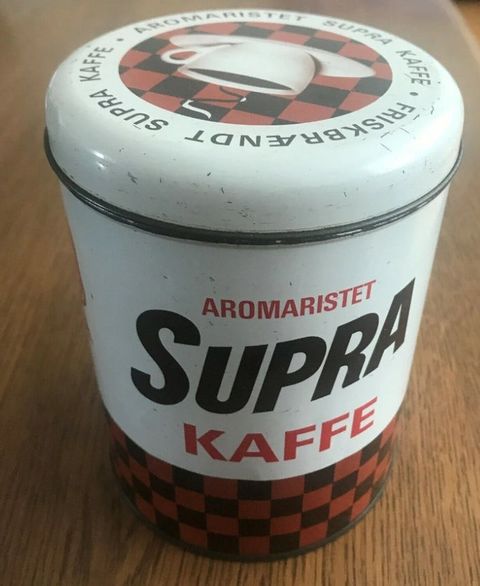 AROMARISTET SUPRA KAFFE • FRISKBRÆNDT SUPRA KAFFE •
AROMARISTET
SUPRA
KAFFE